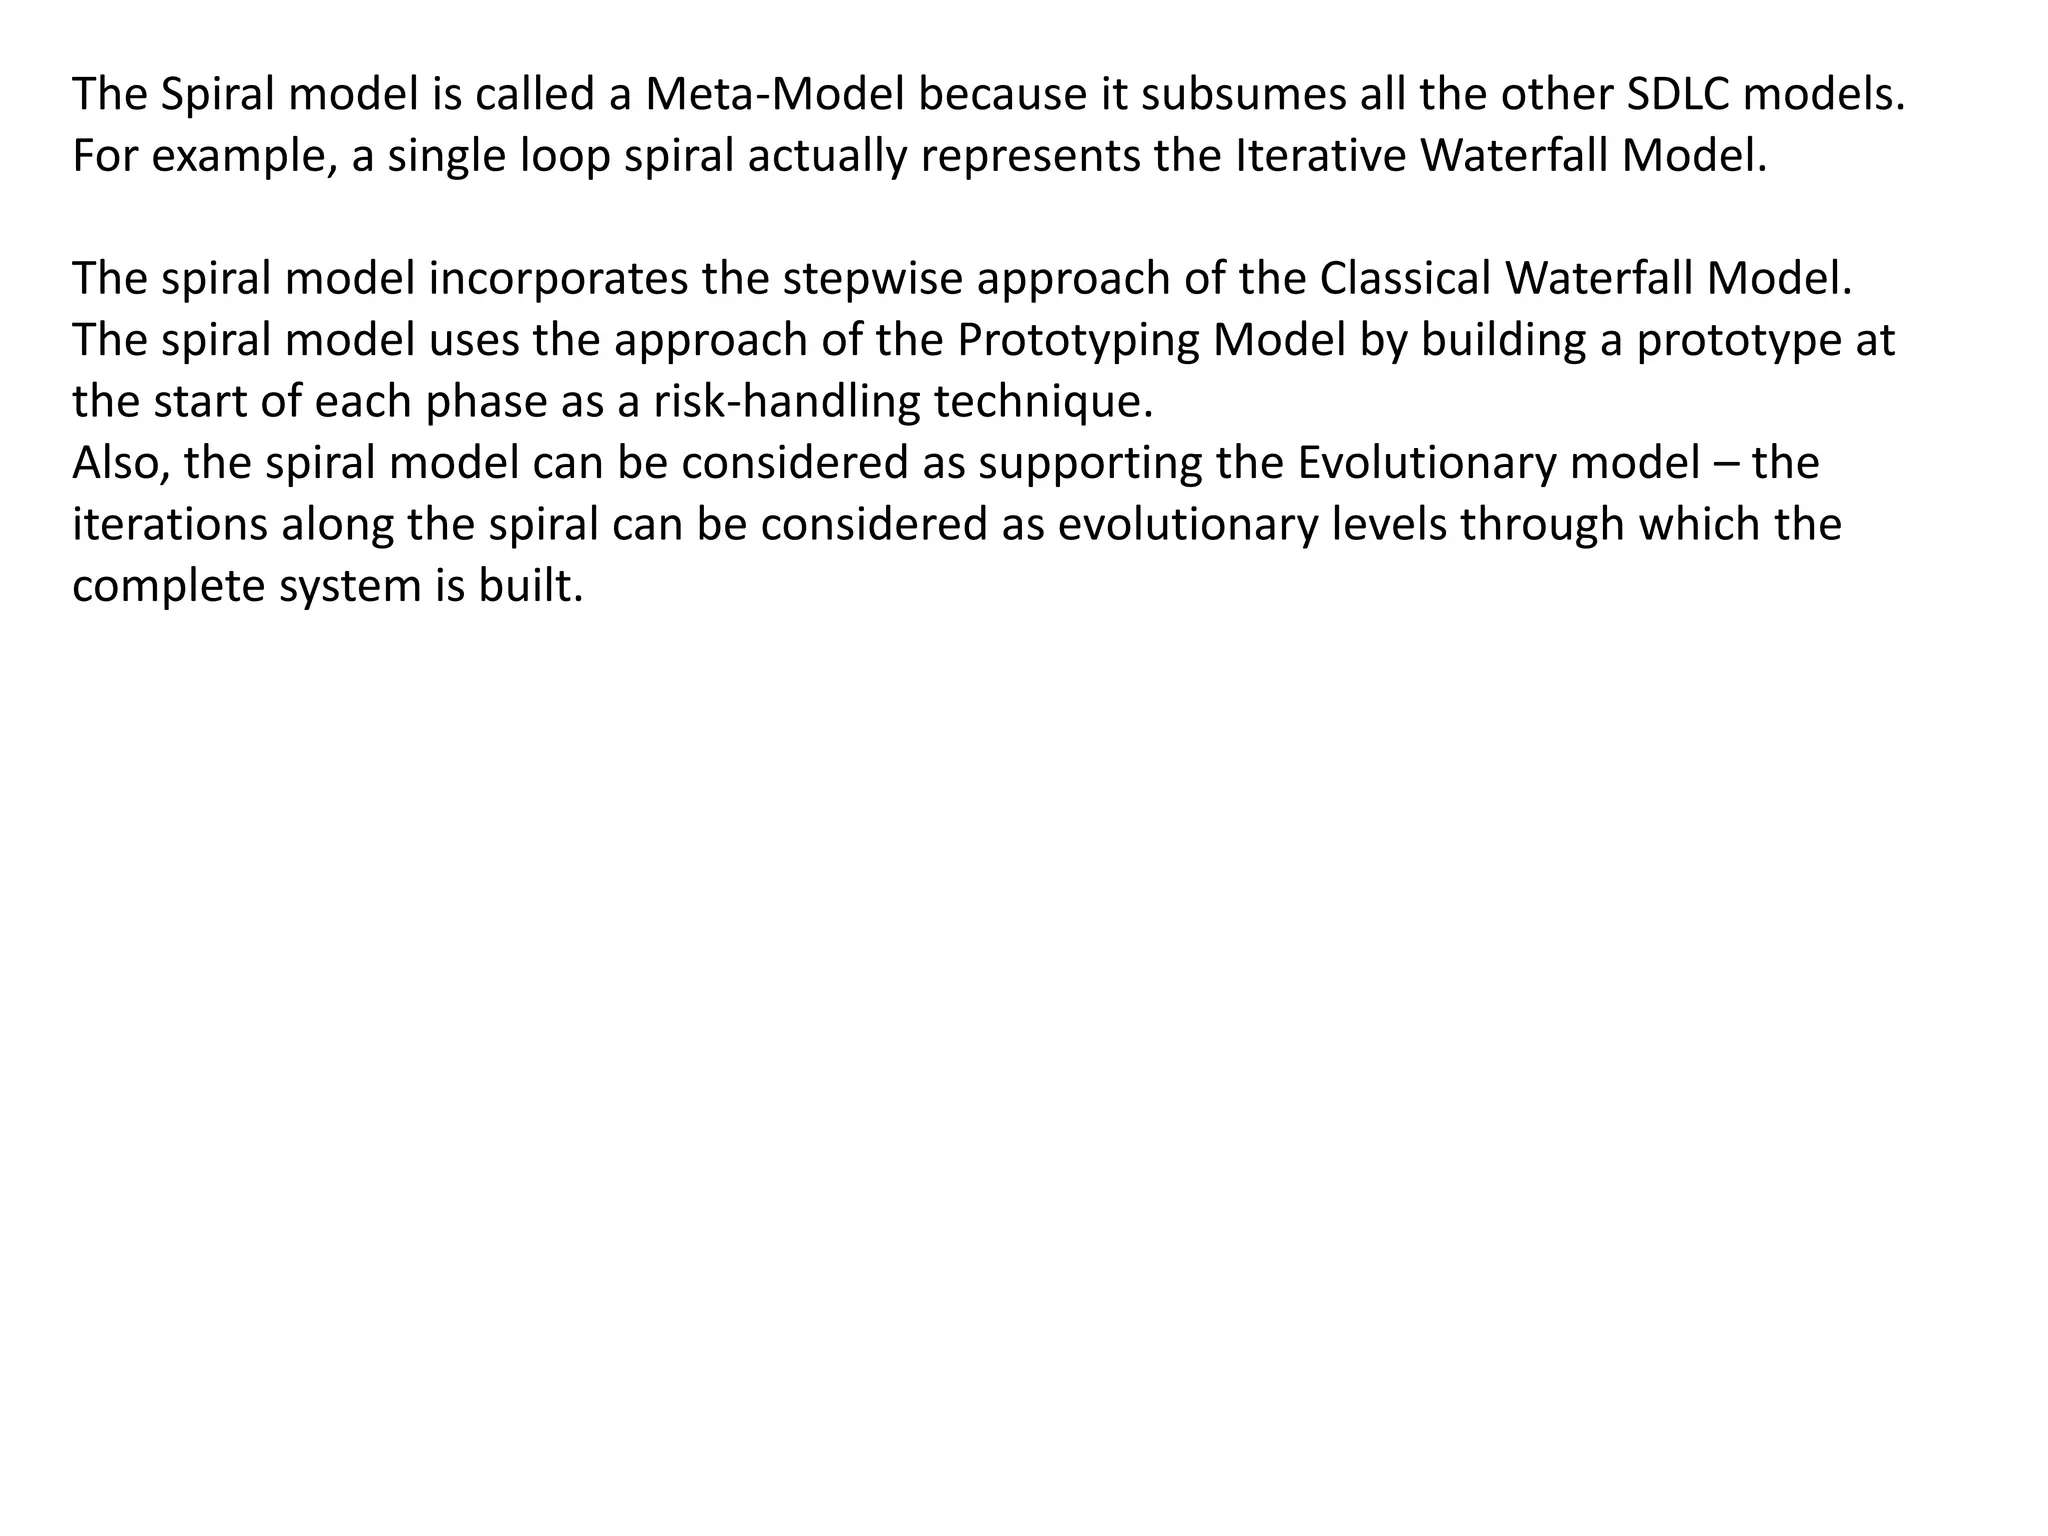 The Spiral model is called a Meta-Model because it subsumes all the other SDLC models.
For example, a single loop spiral actually represents the Iterative Waterfall Model.
The spiral model incorporates the stepwise approach of the Classical Waterfall Model.
The spiral model uses the approach of the Prototyping Model by building a prototype at
the start of each phase as a risk-handling technique.
Also, the spiral model can be considered as supporting the Evolutionary model – the
iterations along the spiral can be considered as evolutionary levels through which the
complete system is built.